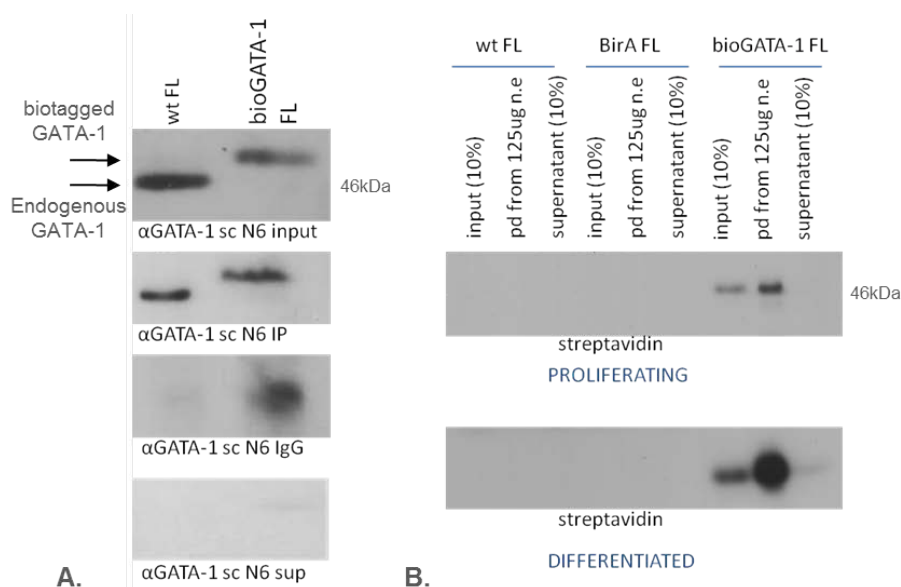 wt FL
bioGATA-1
FL
biotagged
GATA-1
Endogenous
GATA-1
46kDa
αGATA-1 sc N6 input
αGATA-1 sc N6 IP
αGATA-1 sc N6 IgG
αGATA-1 sc N6 sup
A.
wt FL
BirA FL
bioGATA-1 FL
input (10%)
pd from 125ug n.e
supernatant (10%)
input (10%)
pd from 125ug n.e
supernatant (10%)
input (10%)
pd from 125ug n.e
supernatant (10%)
46kDa
streptavidin
PROLIFERATING
streptavidin
DIFFERENTIATED
B.